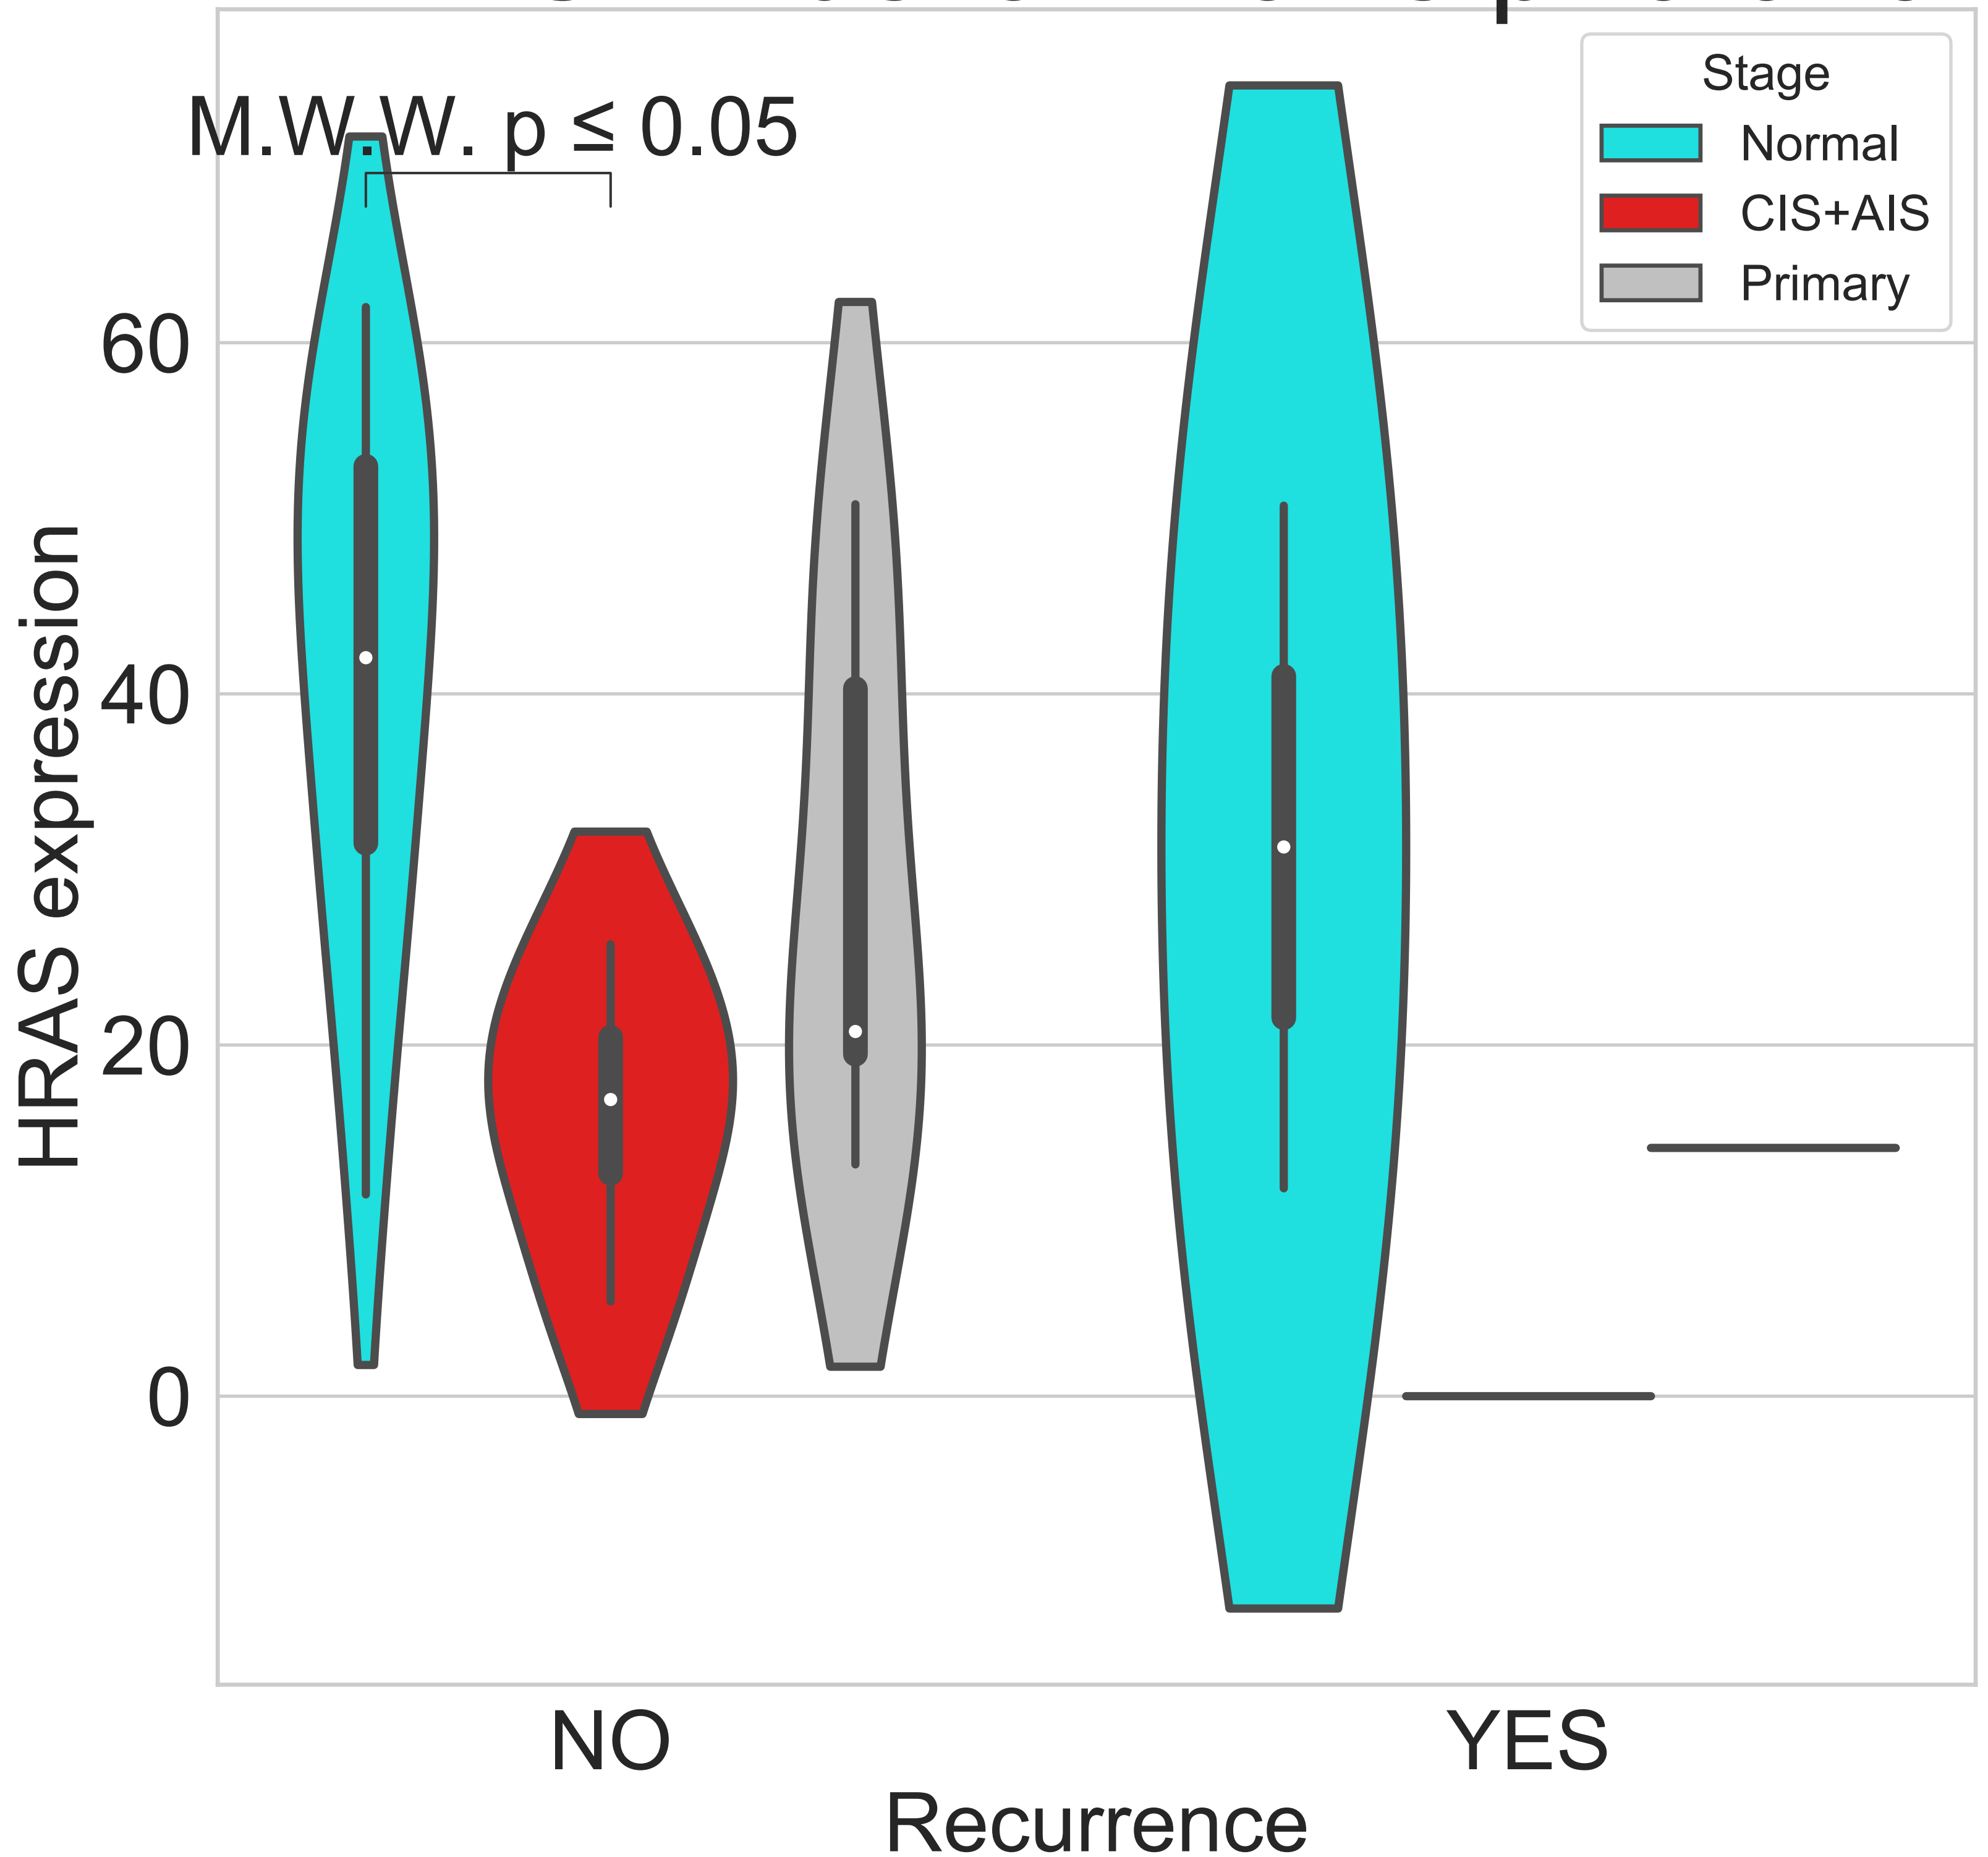 M.W.W. p ≤ 0.05
Stage
Normal
CIS+AIS
Primary
60
40
20
0
HRAS expression
NO
YES
Recurrence